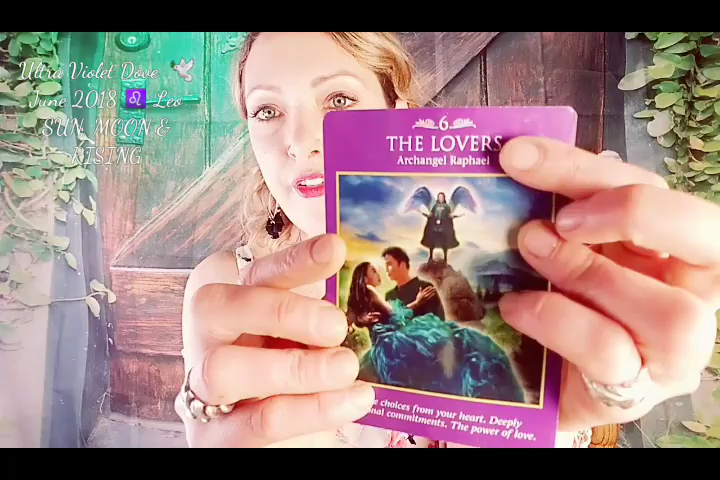 Ultra Violet Dove 🕊
June 2018 ♌ Leo
SUN, MOON &
RISING
6
THE LOVERS
Archangel Raphael
choices from your heart. Deeply
commitments. The power of love.